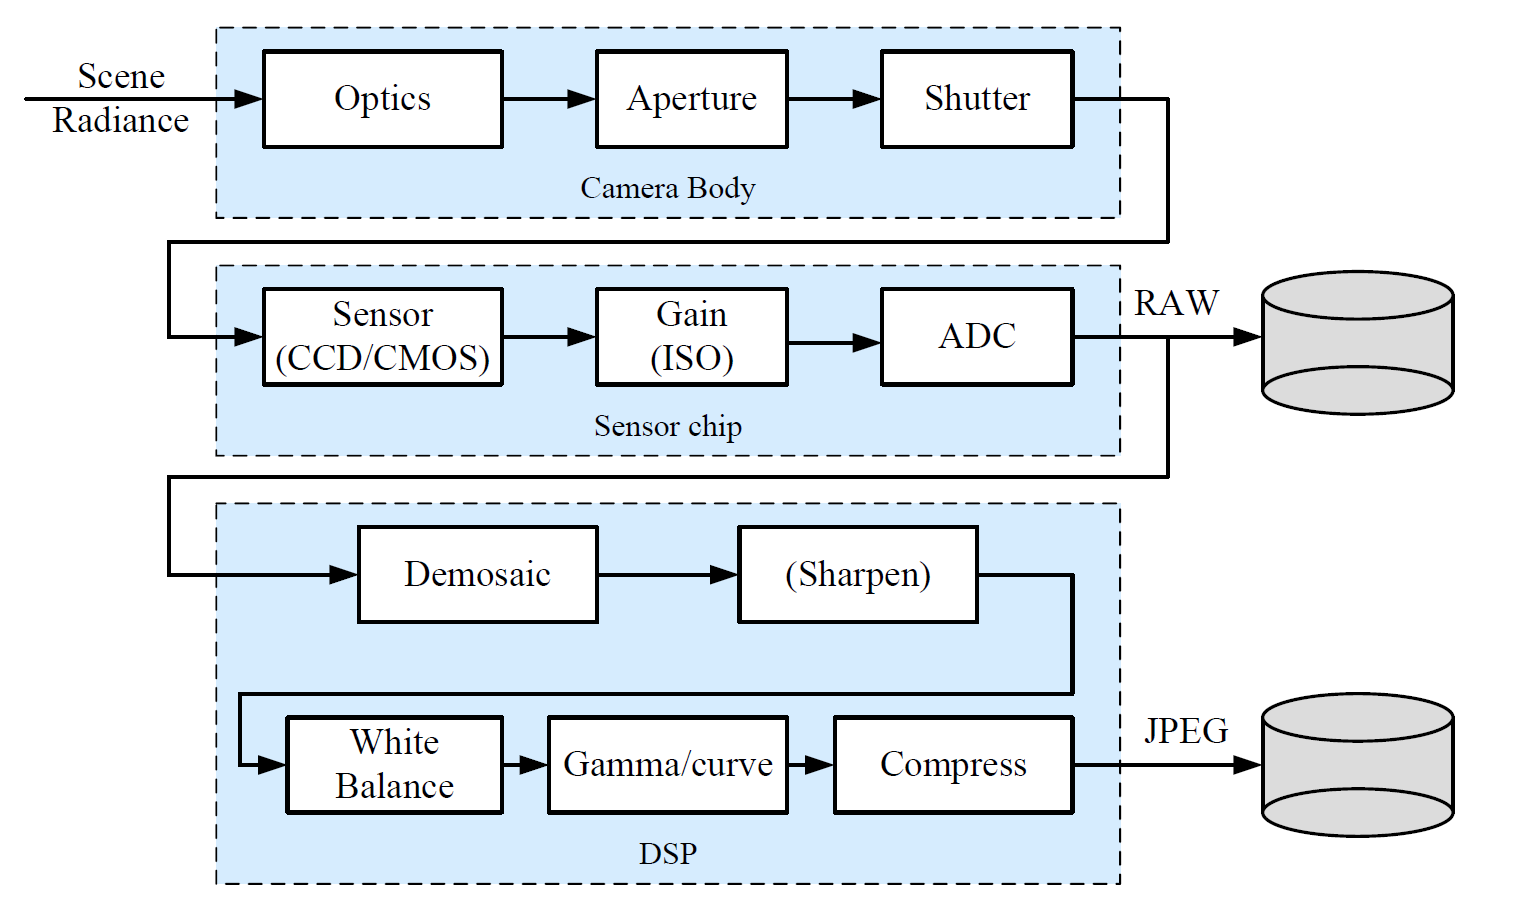 Scene
Radiance
Optics
Aperture
Shutter
Camera Body
Sensor
(CCD/CMOS)
Gain
(ISO)
ADC
RAW
Sensor chip
Demosaic
(Sharpen)
White
Balance
Gamma/curve
Compress
JPEG
DSP